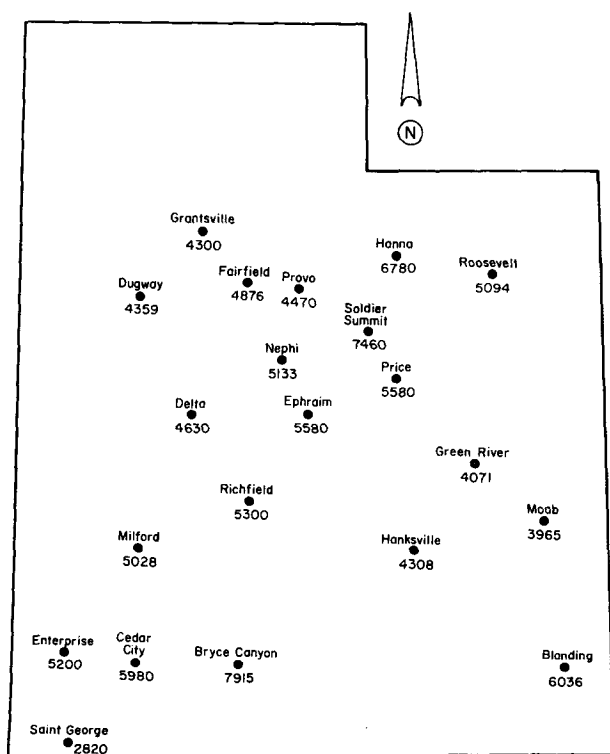 N
Grantsville
4300
Hanna
6780
Roosevelt
5094
Fairfield
4876
Provo
4470
Dugway
4359
Soldier
Summit
7460
Nephi
5133
Price
5580
Delta
4630
Ephraim
5580
Green River
4071
Richfield
5300
Moab
3965
Milford
5028
Hanksville
4308
Enterprise
5200
Cedar
City
5980
Bryce Canyon
7915
Blanding
6036
Saint George
2820